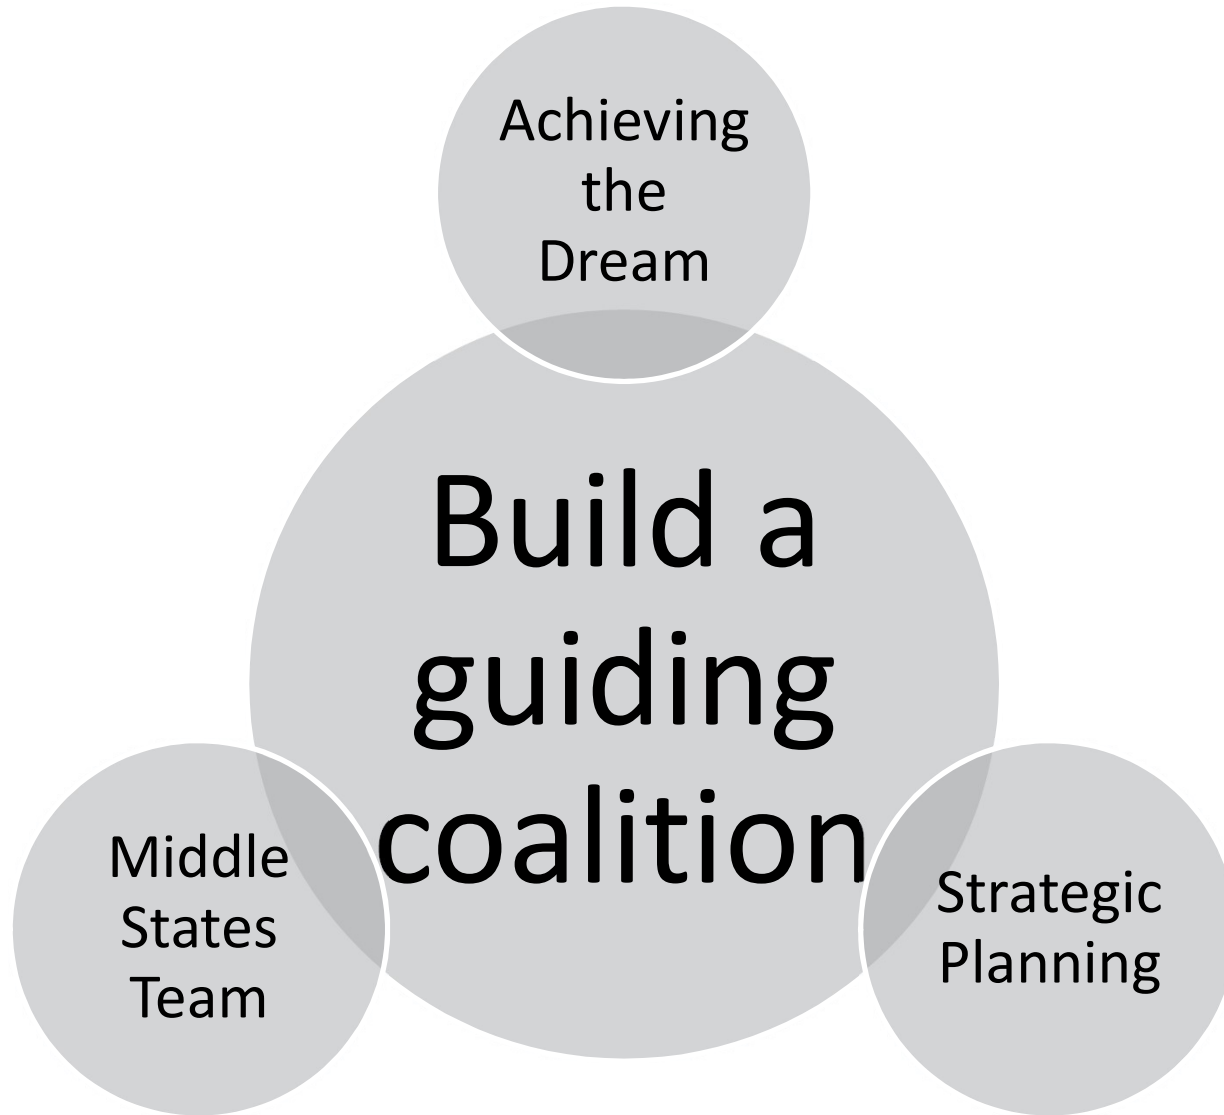 Achieving
the
Dream
Build a
guiding
coalition
Middle
States
Team
Strategic
Planning